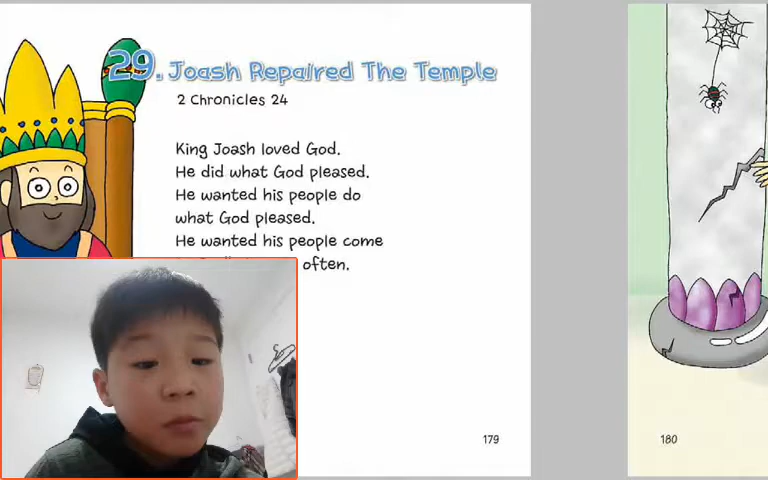 29. Joash Repaired The Temple
2 Chronicles 24
King Joash loved God.
He did what God pleased.
He wanted his people do
what God pleased.
He wanted his people come
often.
179
180